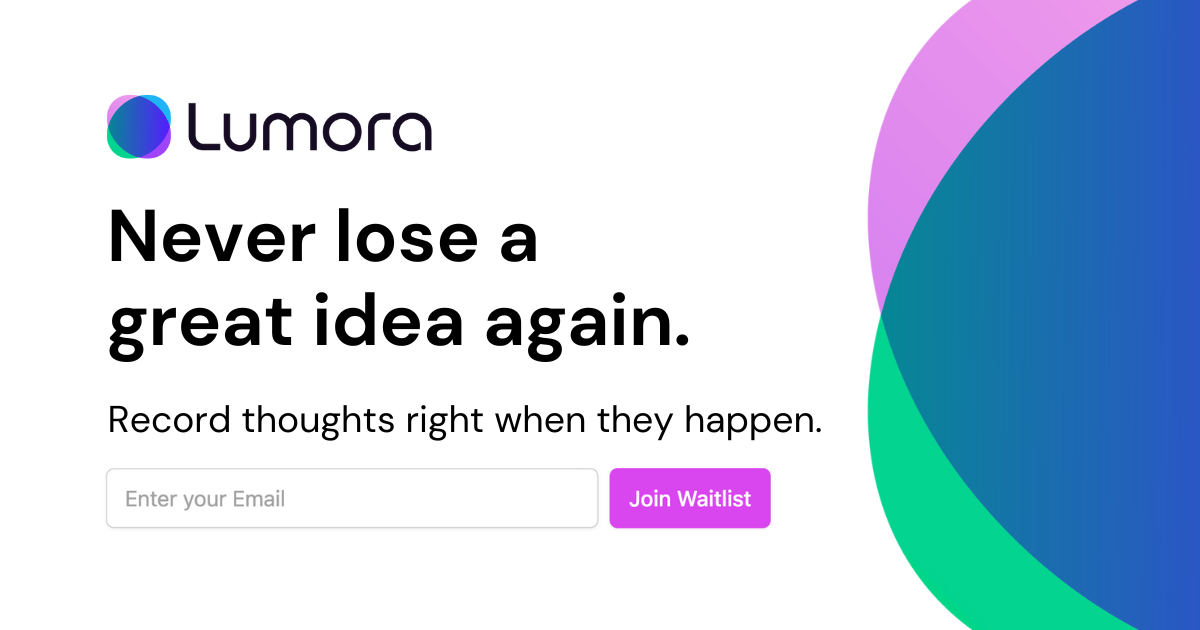 Lumora
Never lose a
great idea again.
Record thoughts right when they happen.
Enter your Email
Join Waitlist